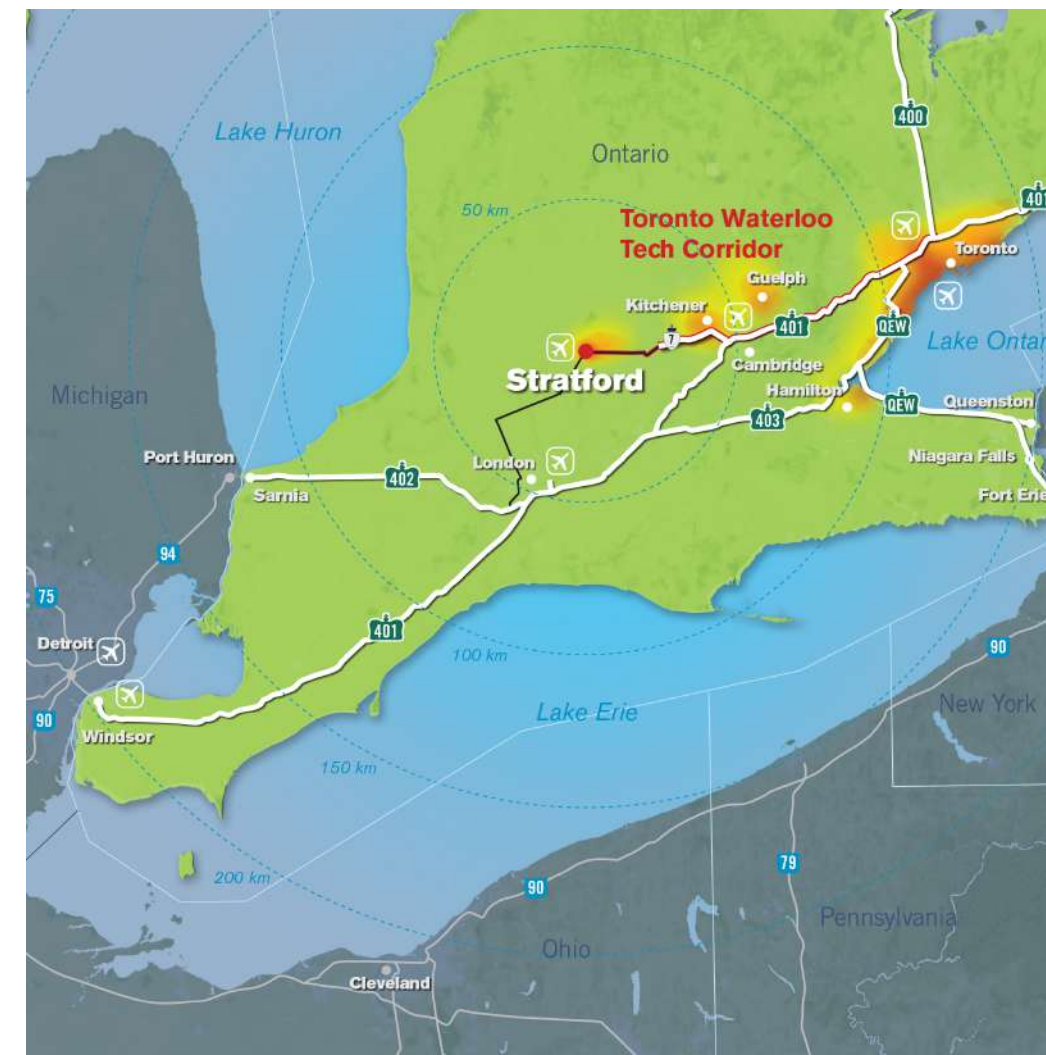 400
Lake Huron
Ontario
50 km
Toronto Waterloo
Tech Corridor
401
Toronto
Guelph
Kitchener
7
401
QEW
Lake Ontar
Stratford
Cambridge
Hamilton
Michigan
QEW
Queenston
403
Port Huron
London
Niagara Falls
402
Sarnia
Fort Erie
94
75
401
Detroit
100 km
90
New York
Lake Erie
90
Windsor
150 km
79
200 km
90
Pennsylvania
Ohio
Cleveland